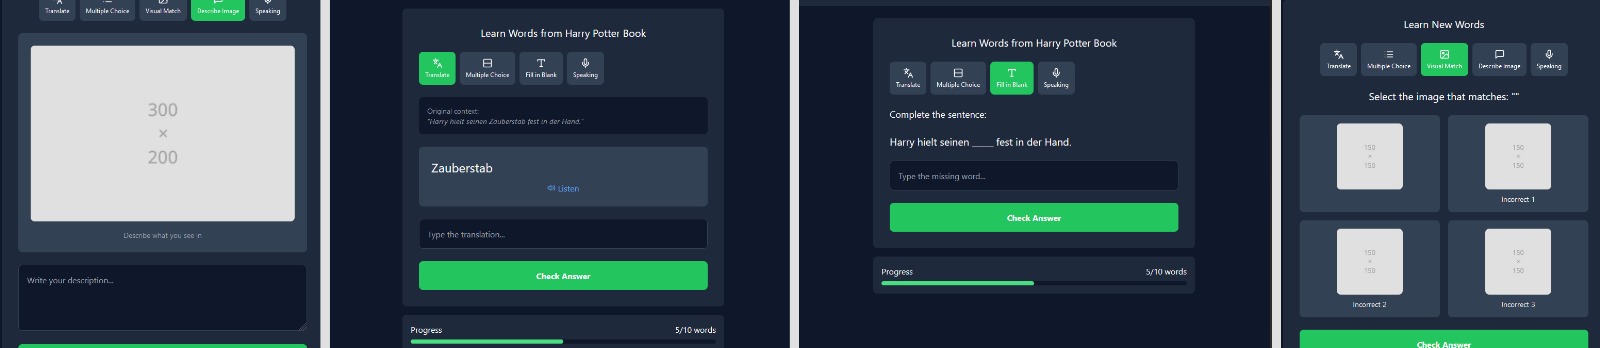 Translate
Multiple Choice
Visual Match
Describe Image
Speaking
300
×
200
Describe what you see in
Write your description...
Learn Words from Harry Potter Book
Translate
Multiple Choice
Fill in Blank
Speaking
Original context:
"Harry hielt seinen Zauberstab fest in der Hand."
Zauberstab
Listen
Type the translation...
Check Answer
Progress
5/10 words
Learn Words from Harry Potter Book
Translate
Multiple Choice
Fill in Blank
Speaking
Complete the sentence:
Harry hielt seinen _____ fest in der Hand.
Type the missing word...
Check Answer
Progress
5/10 words
Learn New Words
Translate
Multiple Choice
Visual Match
Describe Image
Speaking
Select the image that matches: ""
150
×
150
150
×
150
Incorrect 1
150
×
150
Incorrect 2
150
×
150
Incorrect 3
Check Answer